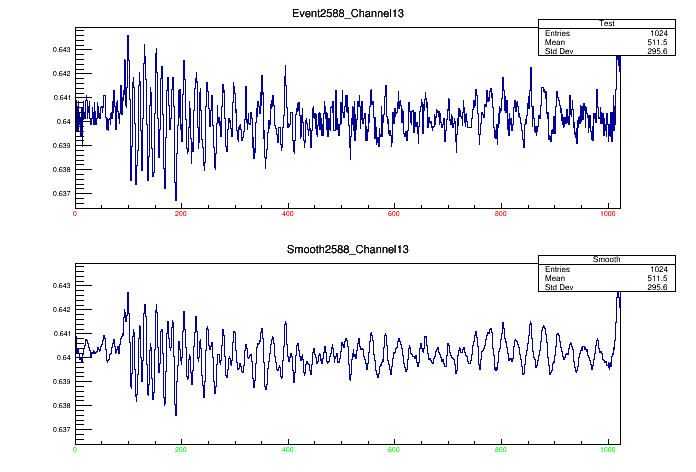 Event2588_Channel13
Test
Entries 1024
Mean 511.5
Std Dev 295.6
0.643
0.642
0.641
0.64
0.639
0.638
0.637
0 200 400 600 800 1000
Smooth2588_Channel13
Smooth
Entries 1024
Mean 511.5
Std Dev 295.6
0.643
0.642
0.641
0.64
0.639
0.638
0.637
0 200 400 600 800 1000